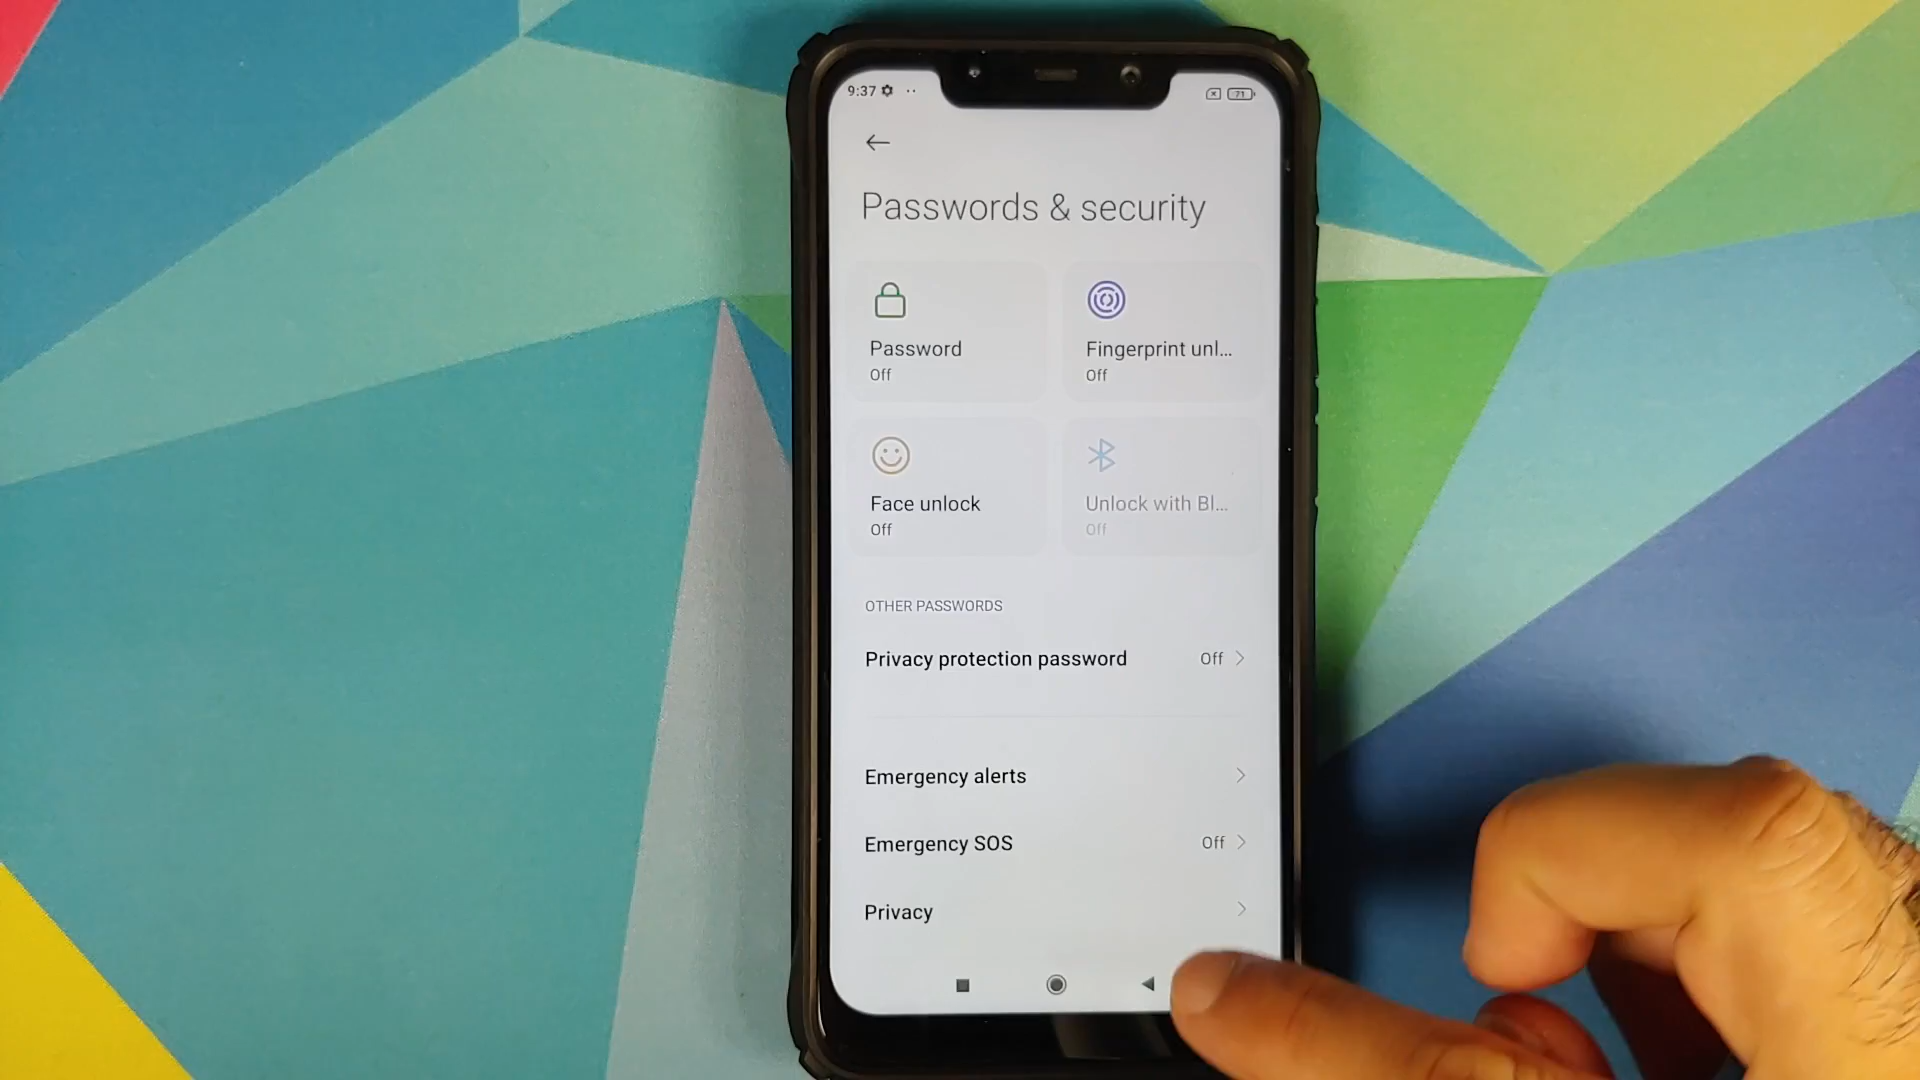 9:37
71
Passwords & security
Password
Off
Fingerprint unl...
Off
Face unlock
Off
Unlock with Bl...
Off
OTHER PASSWORDS
Privacy protection password
Off
Emergency alerts
Emergency SOS
Off
Privacy